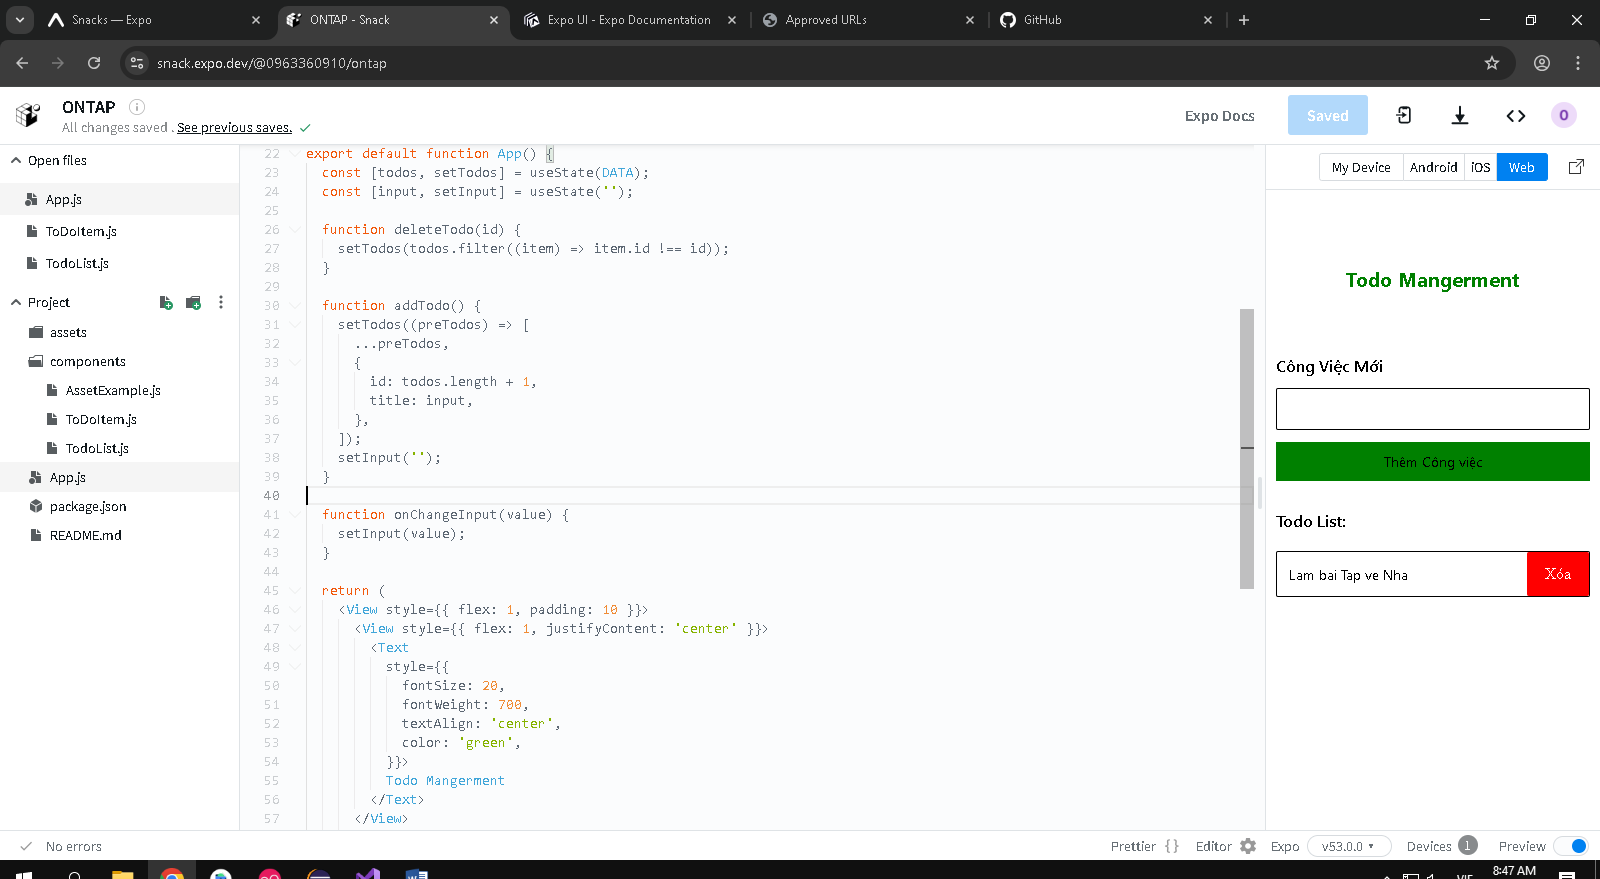 Snacks — Expo
ONTAP - Snack
Expo UI - Expo Documentation
Approved URLs
GitHub
snack.expo.dev/@0963360910/ontap
ONTAP
All changes saved . See previous saves.
Expo Docs
Saved
O
Open files
App.js
ToDoItem.js
TodoList.js
Project
assets
components
AssetExample.js
ToDoItem.js
TodoList.js
App.js
package.json
README.md
22 export default function App() {
23 const [todos, setTodos] = useState(DATA);
24 const [input, setInput] = useState('');
25
26 function deleteTodo(id) {
27 setTodos(todos.filter((item) => item.id !== id));
28 }
29
30 function addTodo() {
31 setTodos((preTodos) => [
32 ...preTodos,
33 {
34 id: todos.length + 1,
35 title: input,
36 },
37 ]);
38 setInput('');
39 }
40
41 function onChangeInput(value) {
42 setInput(value);
43 }
44
45 return (
46 <View style={{ flex: 1, padding: 10 }}>
47 <View style={{ flex: 1, justifyContent: 'center' }}>
48 <Text
49 style={{
50 fontSize: 20,
51 fontWeight: 700,
52 textAlign: 'center',
53 color: 'green',
54 }}>
55 Todo Mangerment
56 </Text>
57 </View>
My Device
Android
iOS
Web
Todo Mangerment
Công Việc Mới
Thêm Công việc
Todo List:
Lam bai Tap ve Nha
Xóa
No errors
Prettier { }
Editor
Expo
v53.0.0
Devices
1
Preview
VIE
8:47 AM